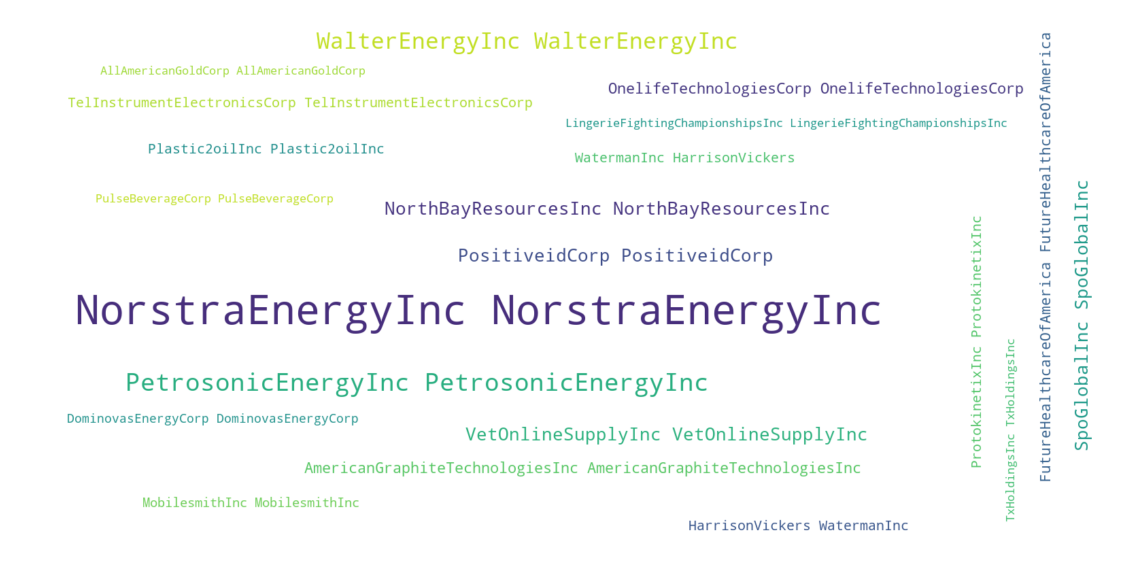 WalterEnergyInc WalterEnergyInc
AllAmericanGoldCorp AllAmericanGoldCorp
OnelifeTechnologiesCorp OnelifeTechnologiesCorp
TelInstrumentElectronicsCorp TelInstrumentElectronicsCorp
LingerieFightingChampionshipsInc LingerieFightingChampionshipsInc
Plastic2oilInc Plastic2oilInc
WatermanInc HarrisonVickers
PulseBeverageCorp PulseBeverageCorp
NorthBayResourcesInc NorthBayResourcesInc
PositiveidCorp PositiveidCorp
NorstraEnergyInc NorstraEnergyInc
PetrosonicEnergyInc PetrosonicEnergyInc
DominovasEnergyCorp DominovasEnergyCorp
VetOnlineSupplyInc VetOnlineSupplyInc
AmericanGraphiteTechnologiesInc AmericanGraphiteTechnologiesInc
MobilesmithInc MobilesmithInc
HarrisonVickers WatermanInc
ProtokinetixInc ProtokinetixInc
TxHoldingsInc TxHoldingsInc
FutureHealthcareOfAmerica FutureHealthcareOfAmerica
SpoGlobalInc SpoGlobalInc